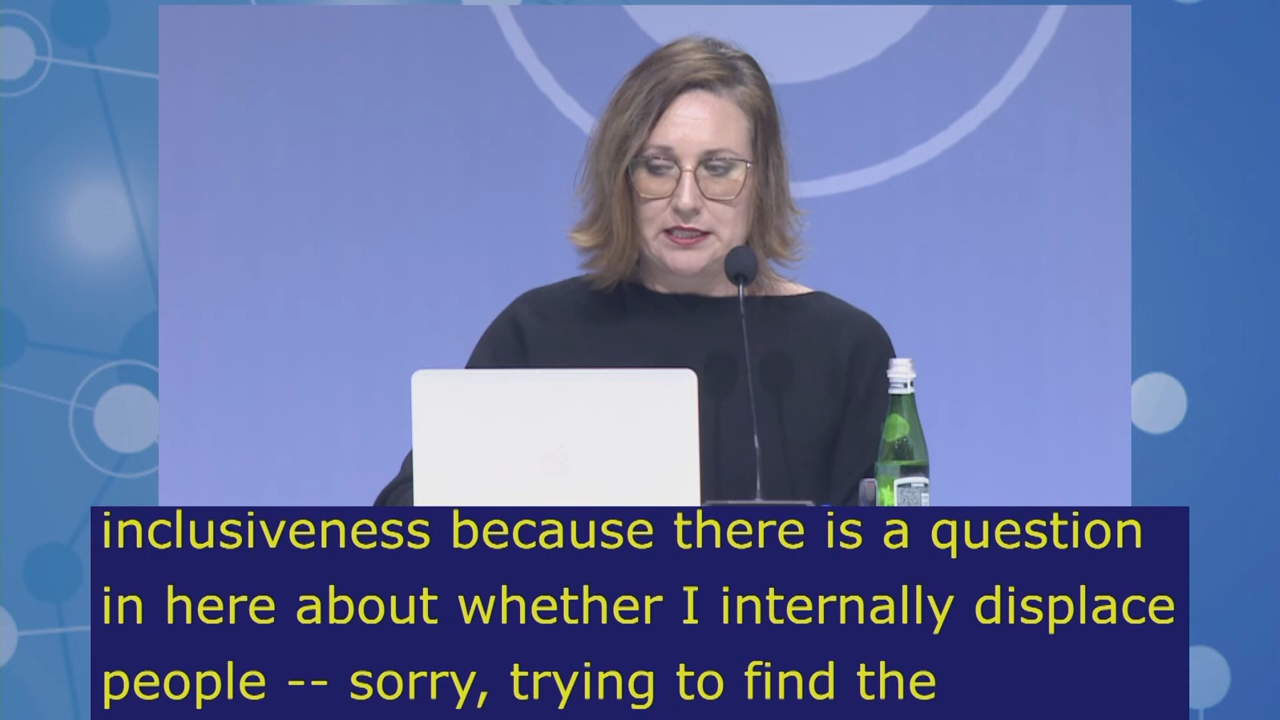 inclusiveness because there is a question
in here about whether I internally displace
people -- sorry, trying to find the